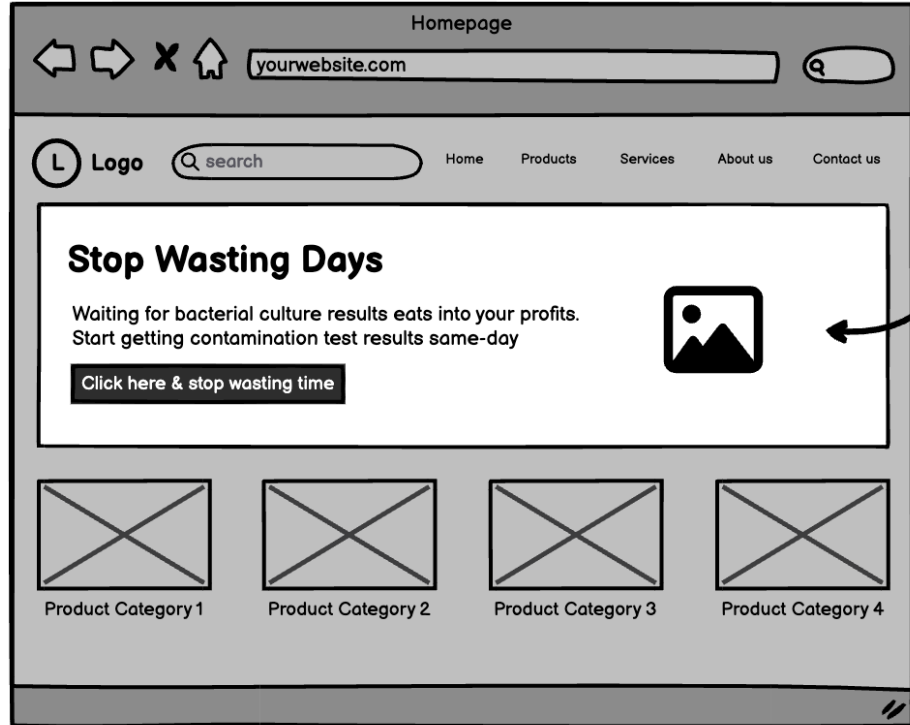 Homepage
yourwebsite.com
L Logo search Home Products Services About us Contact us
Stop Wasting Days
Waiting for bacterial culture results eats into your profits.
Start getting contamination test results same-day
Click here & stop wasting time
Product Category 1 Product Category 2 Product Category 3 Product Category 4